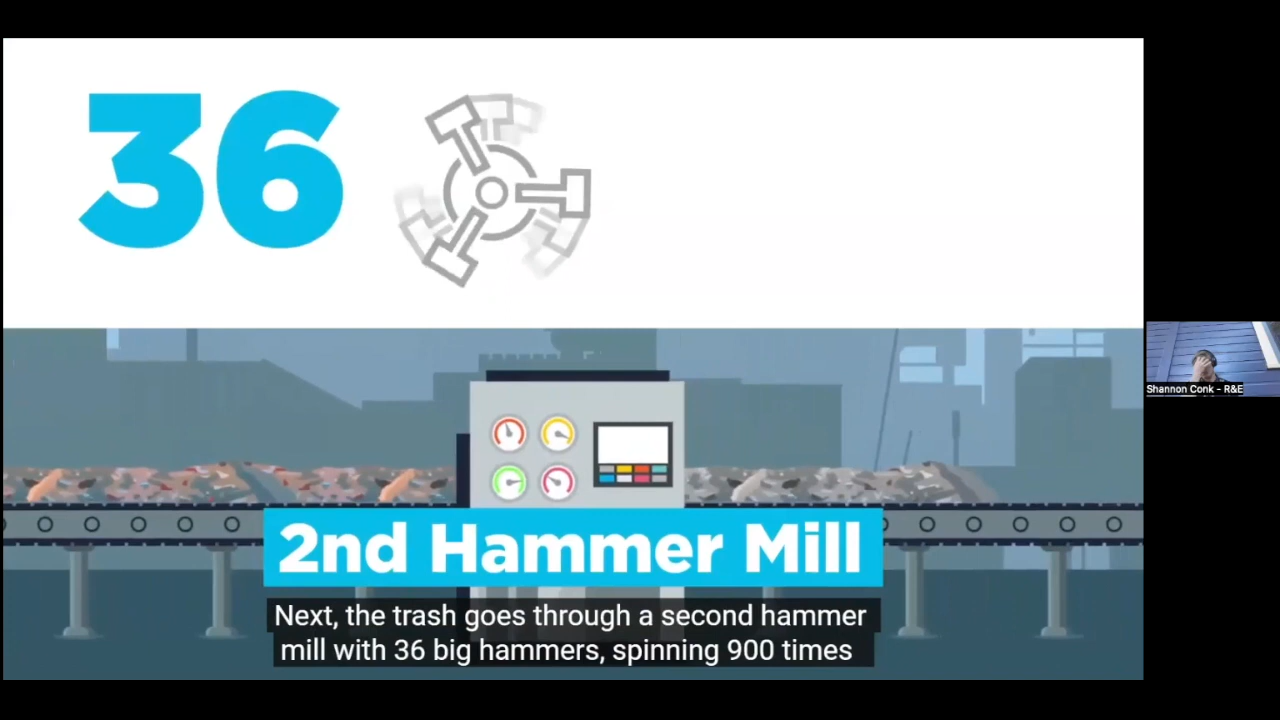 36
2nd Hammer Mill
Next, the trash goes through a second hammer
mill with 36 big hammers, spinning 900 times
Shannon Conk - R&E